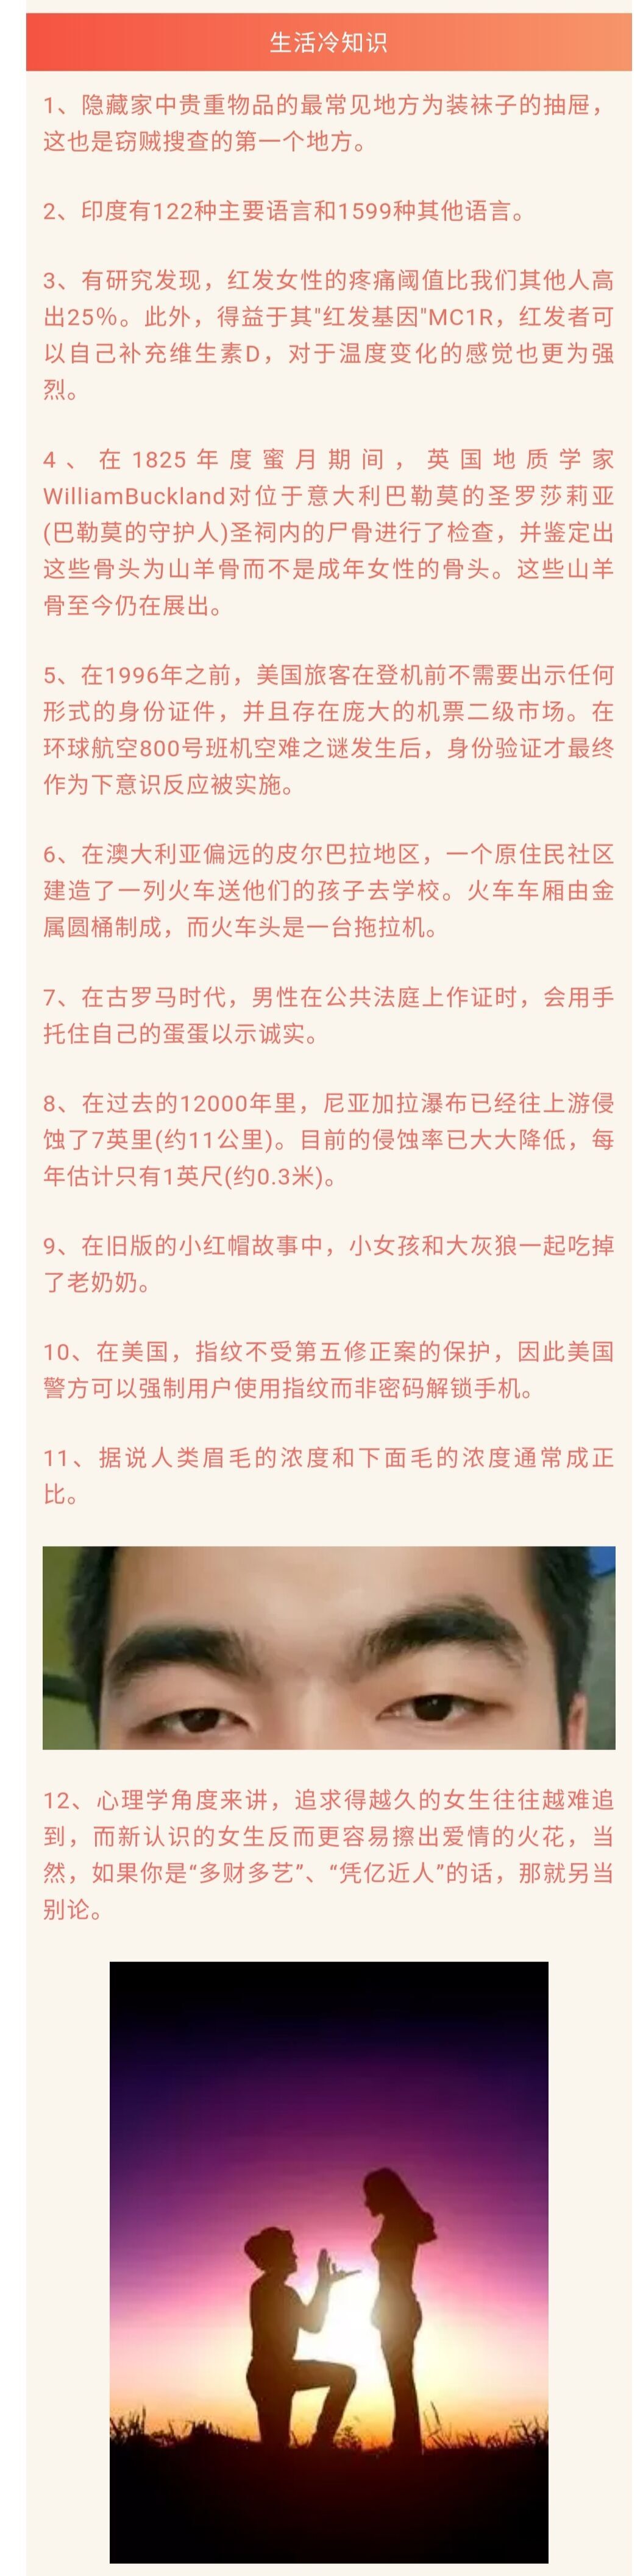 生活冷知识
1、隐藏家中贵重物品的最常见地方为装袜子的抽屉，
这也是窃贼搜查的第一个地方。
2、印度有122种主要语言和1599种其他语言。
3、有研究发现，红发女性的疼痛阈值比我们其他人高
出25%。此外，得益于其"红发基因"MC1R，红发者可
以自己补充维生素D，对于温度变化的感觉也更为强
烈。
4、在1825年度蜜月期间，英国地质学家
WilliamBuckland对位于意大利巴勒莫的圣罗莎莉亚
(巴勒莫的守护人)圣祠内的尸骨进行了检查，并鉴定出
这些骨头为山羊骨而不是成年女性的骨头。这些山羊
骨至今仍在展出。
5、在1996年之前，美国旅客在登机前不需要出示任何
形式的身份证件，并且存在庞大的机票二级市场。在
环球航空800号班机空难之谜发生后，身份验证才最终
作为下意识反应被实施。
6、在澳大利亚偏远的皮尔巴拉地区，一个原住民社区
建造了一列火车送他们的孩子去学校。火车车厢由金
属圆桶制成，而火车头是一台拖拉机。
7、在古罗马时代，男性在公共法庭上作证时，会用手
托住自己的蛋蛋以示诚实。
8、在过去的12000年里，尼亚加拉瀑布已经往上游侵
蚀了7英里(约11公里)。目前的侵蚀率已大大降低，每
年估计只有1英尺(约0.3米)。
9、在旧版的小红帽故事中，小女孩和大灰狼一起吃掉
了老奶奶。
10、在美国，指纹不受第五修正案的保护，因此美国
警方可以强制用户使用指纹而非密码解锁手机。
11、据说人类眉毛的浓度和下面毛的浓度通常成正
比。
12、心理学角度来讲，追求得越久的女生往往越难追
到，而新认识的女生反而更容易擦出爱情的火花，当
然，如果你是“多财多艺”、“凭亿近人”的话，那就另当
别论。